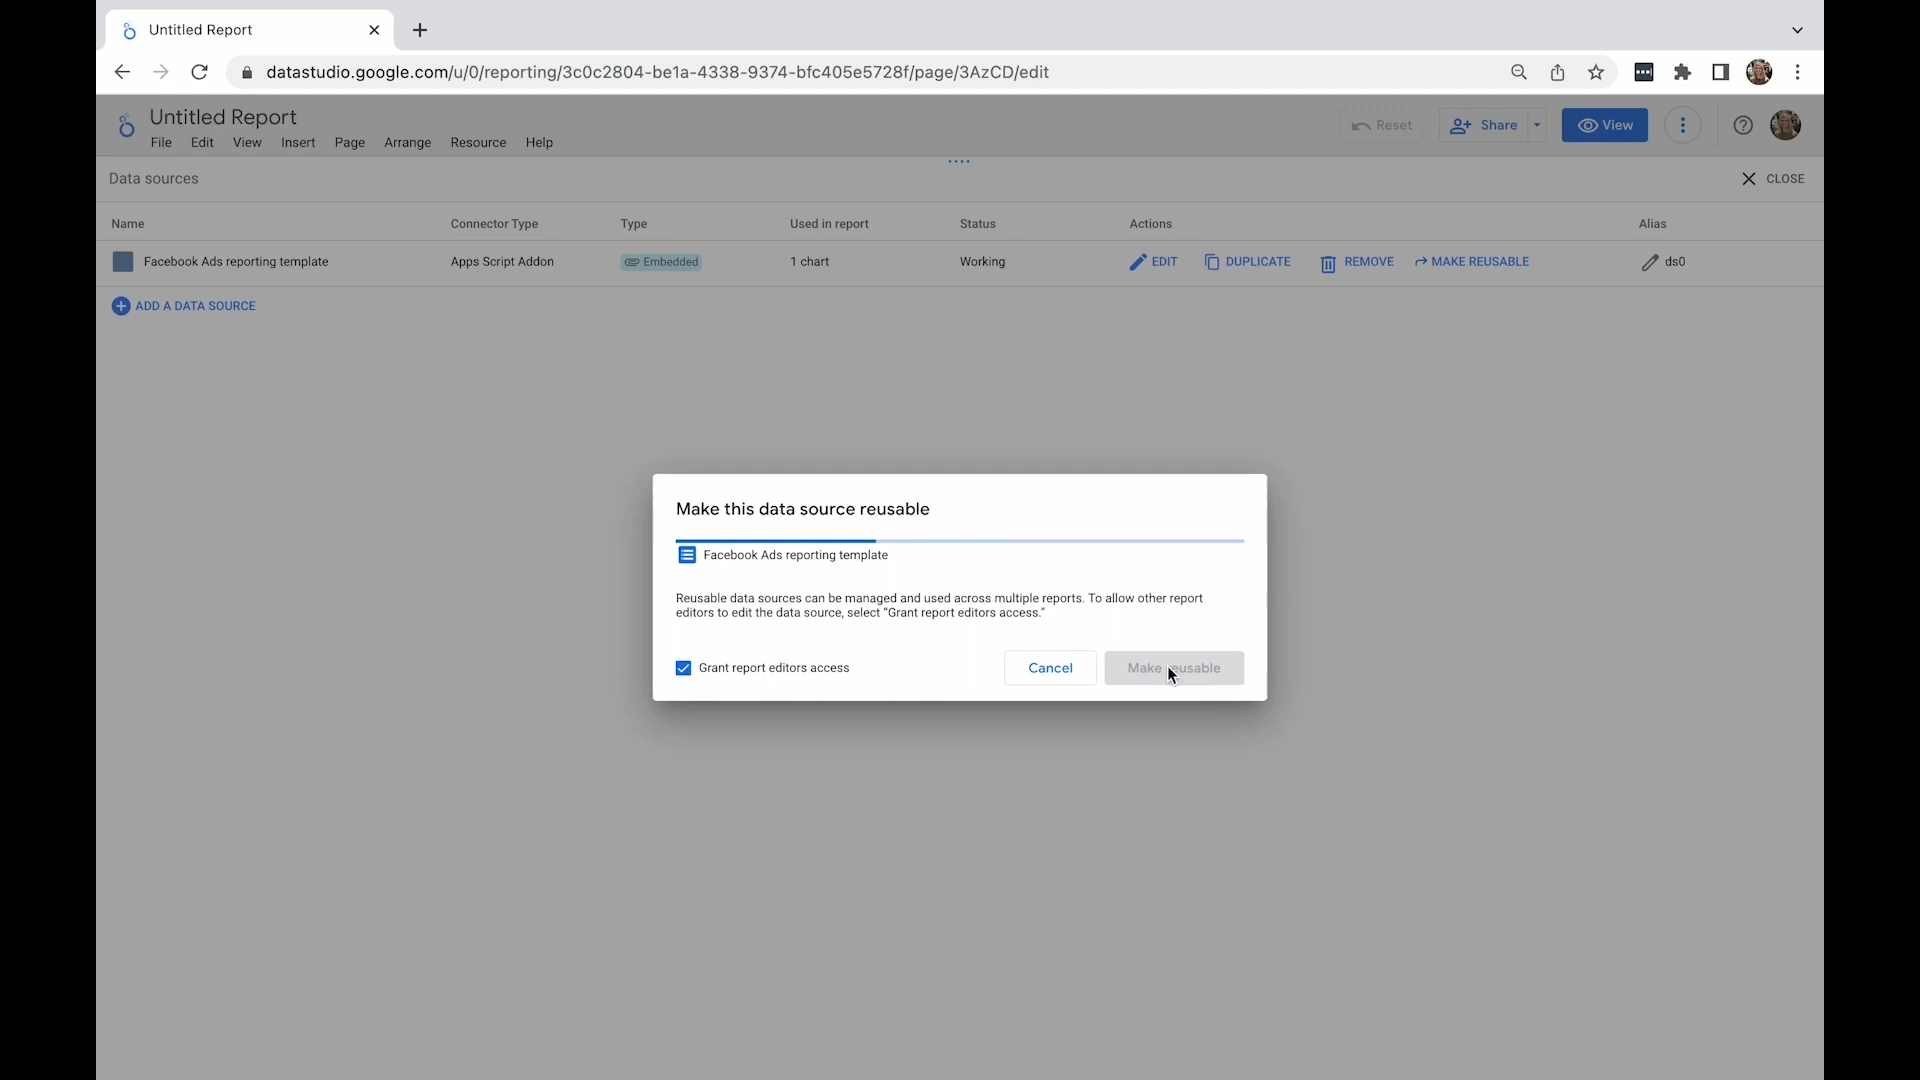 Untitled Report
datastudio.google.com/u/0/reporting/3c0c2804-be1a-4338-9374-bfc405e5728f/page/3AzCD/edit
Untitled Report
File Edit View Insert Page Arrange Resource Help
Reset Share View
Data sources
CLOSE
Name Connector Type Type Used in report Status Actions Alias
Facebook Ads reporting template Apps Script Addon Embedded 1 chart Working EDIT DUPLICATE REMOVE MAKE REUSABLE ds0
ADD A DATA SOURCE
Make this data source reusable
Facebook Ads reporting template
Reusable data sources can be managed and used across multiple reports. To allow other report
editors to edit the data source, select “Grant report editors access.”
Grant report editors access
Cancel Make reusable